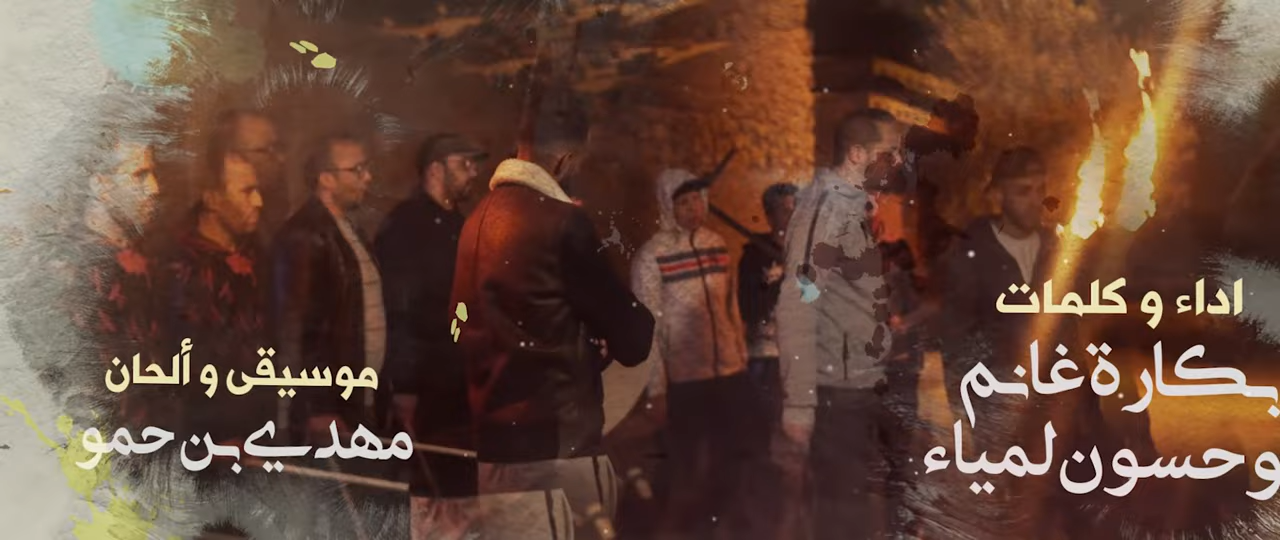 اداء و كلمات
بكارة غانم
وحسون لمياء
موسيقى و ألحان
مهدي بن حمو